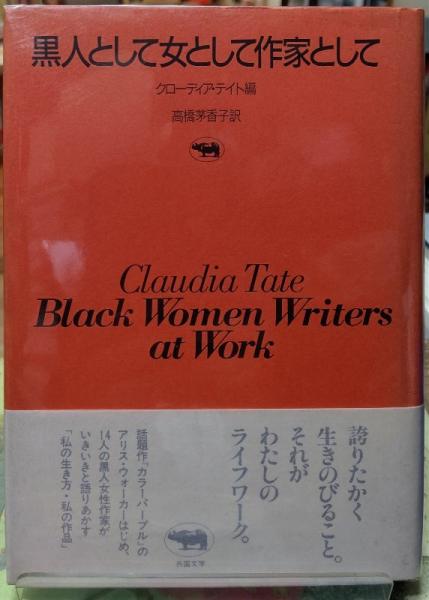 黒人として女として作家として
クローディア・テイト編
高橋茅香子訳
Claudia Tate
Black Women Writers
at Work
誇りたかく
生きのびること。
それが
わたしの
ライフワーク。
話題作『カラーパープル』の
アリス・ウォーカーはじめ、
14人の黒人女性作家が
いきいきと語りあかす
「私の生き方・私の作品」
共国文学